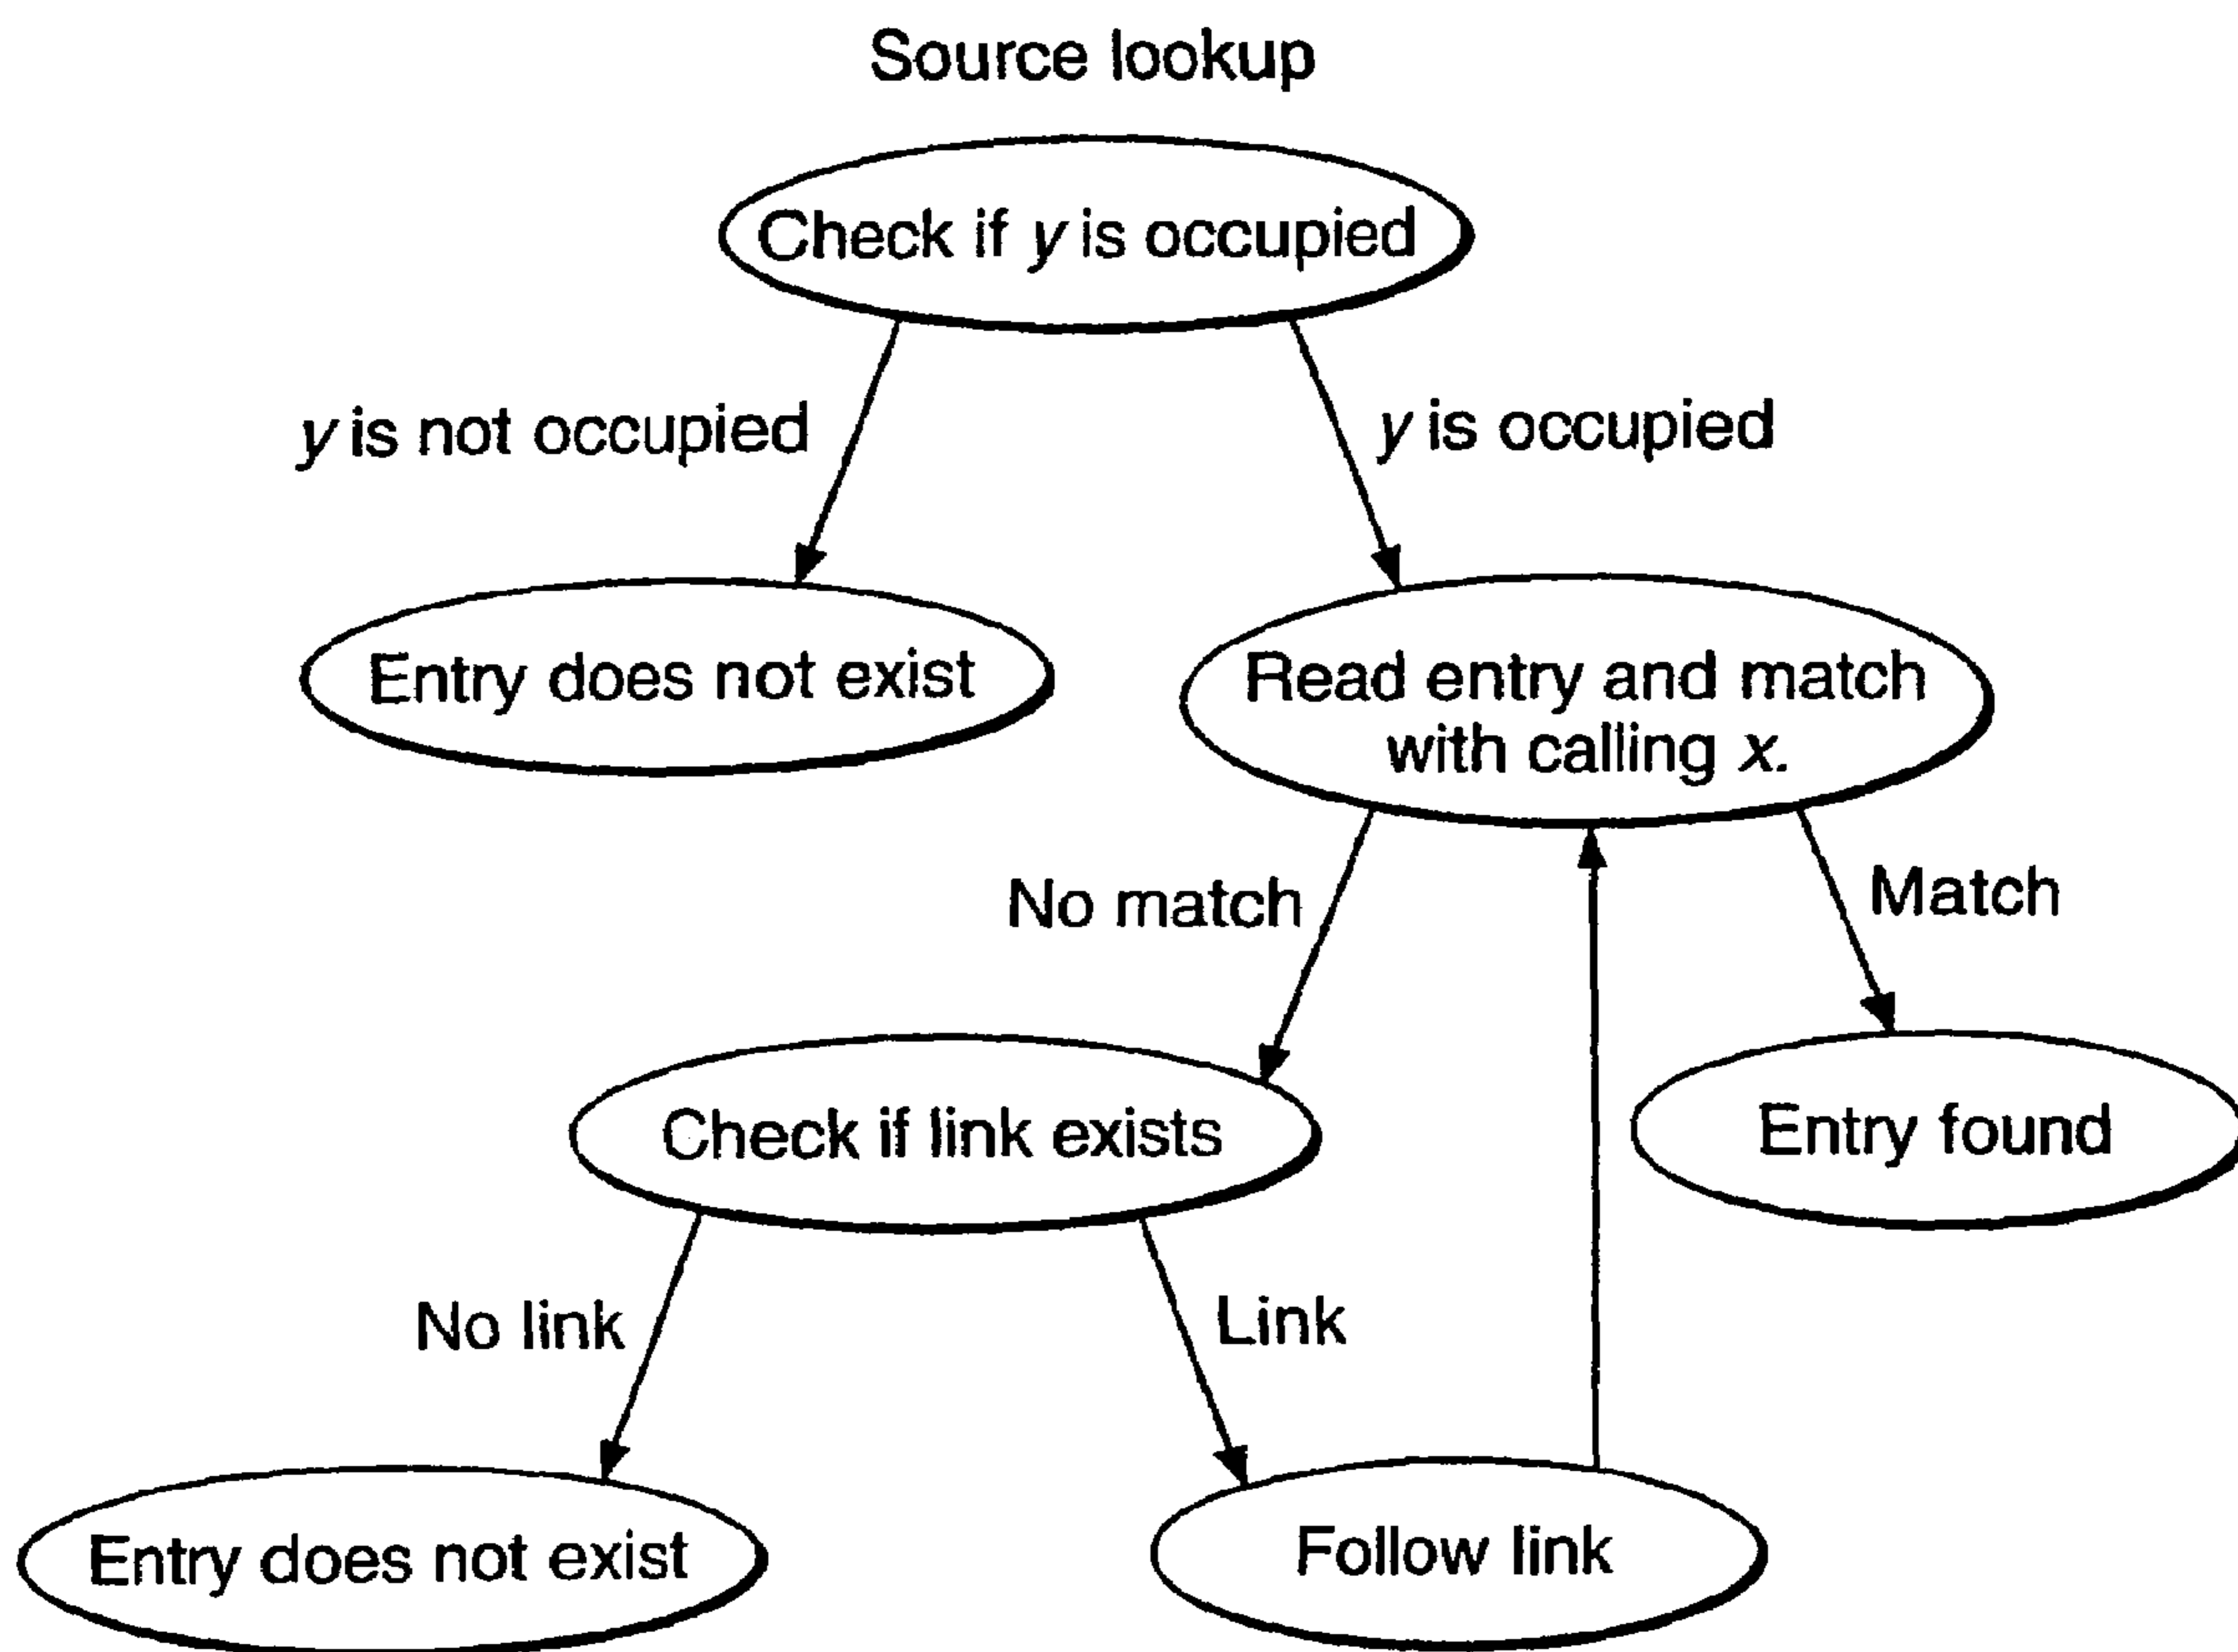 Source lookup
Check if y is occupied
y is not occupied
y is occupied
Entry does not exist
Read entry and match
with calling x.
No match
Match
Check if link exists
Entry found
No link
Link
Entry does not exist
Follow link